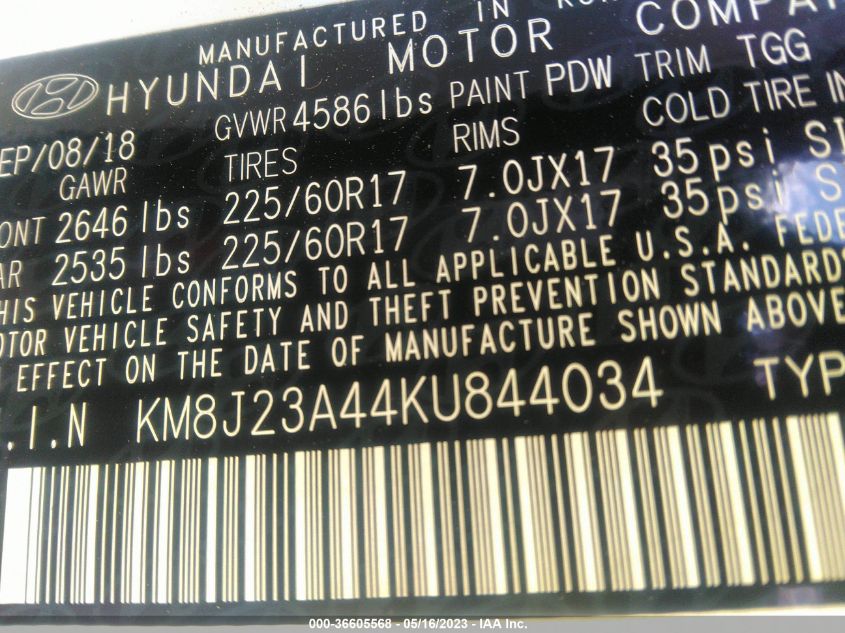 MANUFACTURED IN KOR
HYUNDAI MOTOR COMPA
GVWR 4586 lbs PAINT PDW TRIM TGG
EP/08/18 TIRES RIMS COLD TIRE IN
GAWR
ONT 2646 lbs 225/60R17 7.0JX17 35psi SI
AR 2535 lbs 225/60R17 7.0JX17 35psi S
HIS VEHICLE CONFORMS TO ALL APPLICABLE U.S.A. FEDE
OTOR VEHICLE SAFETY AND THEFT PREVENTION STANDARDS
EFFECT ON THE DATE OF MANUFACTURE SHOWN ABOVE
.I.N KM8J23A44KU844034 TYP
000-36605568 - 05/16/2023 - IAA Inc.